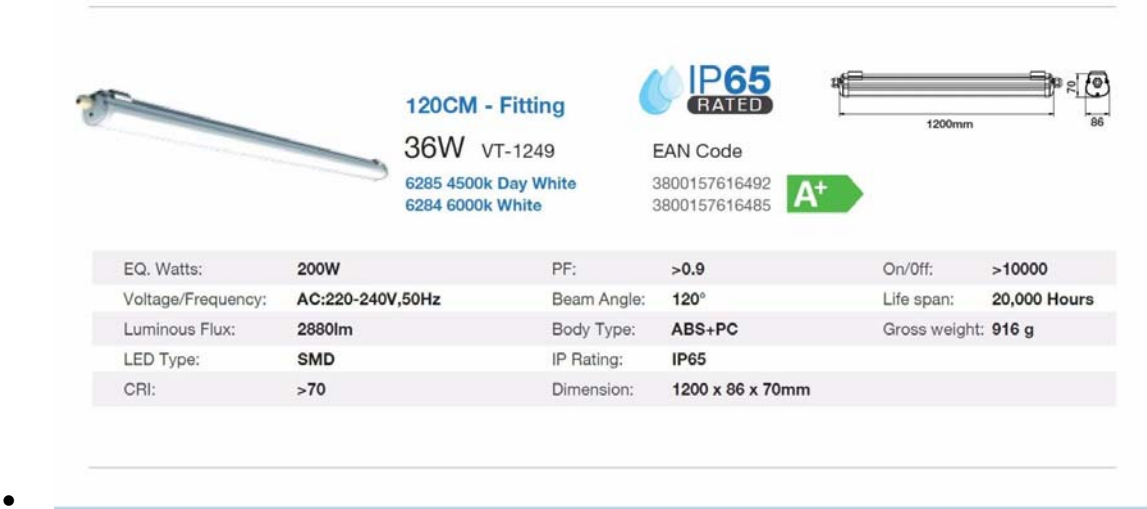 IP65
RATED
120CM - Fitting
1200mm
70
86
36W VT-1249
EAN Code
6285 4500k Day White
3800157616492
6284 6000k White
3800157616485
A+
EQ. Watts: 200W PF: >0.9 On/0ff: >10000
Voltage/Frequency: AC:220-240V,50Hz Beam Angle: 120° Life span: 20,000 Hours
Luminous Flux: 2880lm Body Type: ABS+PC Gross weight: 916 g
LED Type: SMD IP Rating: IP65
CRI: >70 Dimension: 1200 x 86 x 70mm